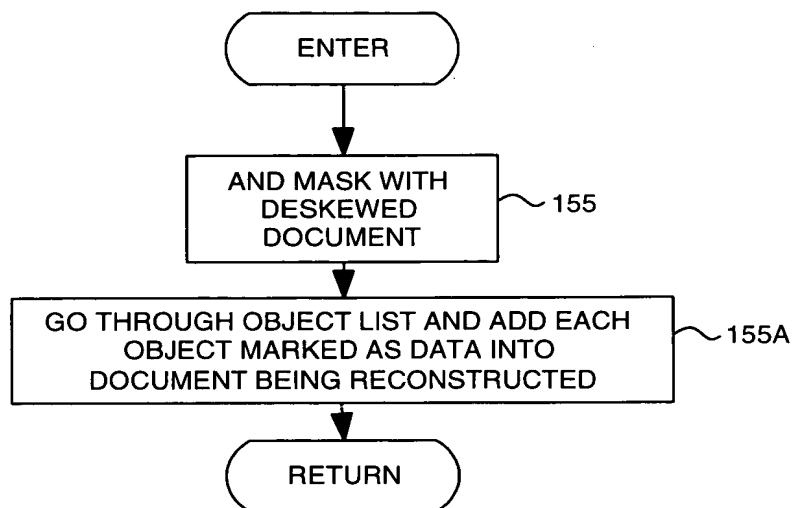 ENTER
AND MASK WITH
DESKEWED
DOCUMENT
155
GO THROUGH OBJECT LIST AND ADD EACH
OBJECT MARKED AS DATA INTO
DOCUMENT BEING RECONSTRUCTED
155A
RETURN